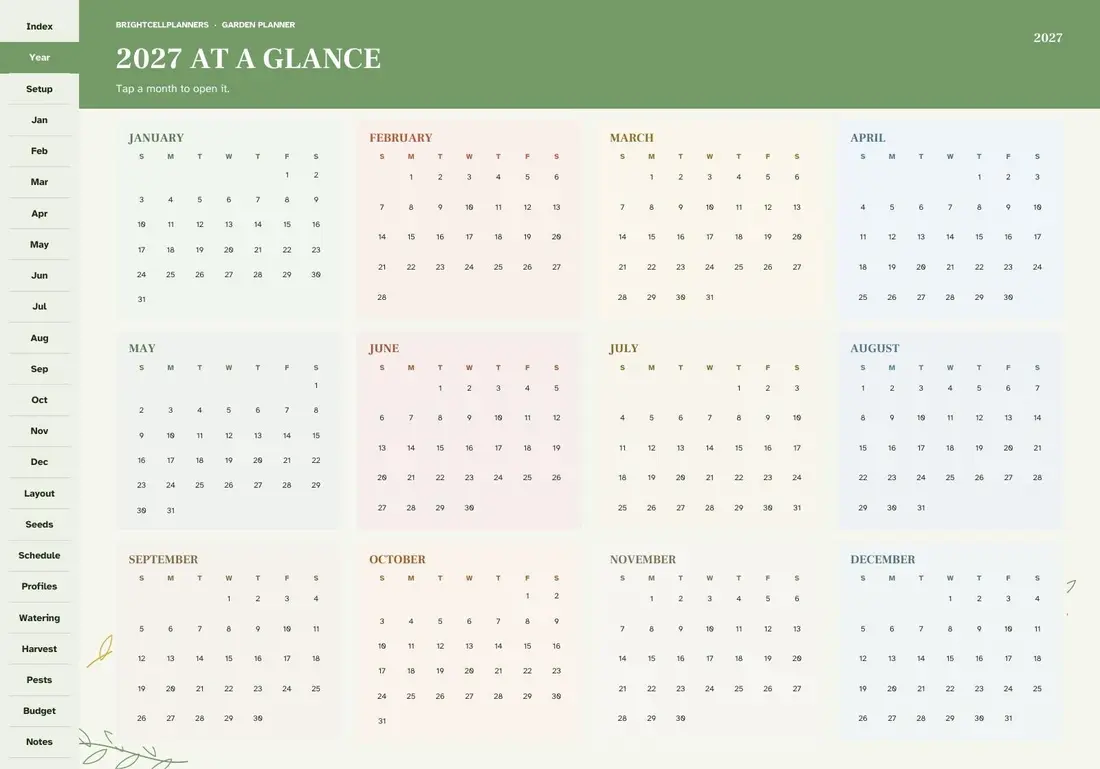 Index
Year
Setup
Jan
Feb
Mar
Apr
May
Jun
Jul
Aug
Sep
Oct
Nov
Dec
Layout
Seeds
Schedule
Profiles
Watering
Harvest
Pests
Budget
Notes
BRIGHTCELLPLANNERS · GARDEN PLANNER
2027 AT A GLANCE
Tap a month to open it.
2027
JANUARY
S M T W T F S
1 2
3 4 5 6 7 8 9
10 11 12 13 14 15 16
17 18 19 20 21 22 23
24 25 26 27 28 29 30
31
FEBRUARY
S M T W T F S
1 2 3 4 5 6
7 8 9 10 11 12 13
14 15 16 17 18 19 20
21 22 23 24 25 26 27
28
MARCH
S M T W T F S
1 2 3 4 5 6
7 8 9 10 11 12 13
14 15 16 17 18 19 20
21 22 23 24 25 26 27
28 29 30 31
APRIL
S M T W T F S
1 2 3
4 5 6 7 8 9 10
11 12 13 14 15 16 17
18 19 20 21 22 23 24
25 26 27 28 29 30
MAY
S M T W T F S
1
2 3 4 5 6 7 8
9 10 11 12 13 14 15
16 17 18 19 20 21 22
23 24 25 26 27 28 29
30 31
JUNE
S M T W T F S
1 2 3 4 5
6 7 8 9 10 11 12
13 14 15 16 17 18 19
20 21 22 23 24 25 26
27 28 29 30
JULY
S M T W T F S
1 2 3
4 5 6 7 8 9 10
11 12 13 14 15 16 17
18 19 20 21 22 23 24
25 26 27 28 29 30 31
AUGUST
S M T W T F S
1 2 3 4 5 6 7
8 9 10 11 12 13 14
15 16 17 18 19 20 21
22 23 24 25 26 27 28
29 30 31
SEPTEMBER
S M T W T F S
1 2 3 4
5 6 7 8 9 10 11
12 13 14 15 16 17 18
19 20 21 22 23 24 25
26 27 28 29 30
OCTOBER
S M T W T F S
1 2
3 4 5 6 7 8 9
10 11 12 13 14 15 16
17 18 19 20 21 22 23
24 25 26 27 28 29 30
31
NOVEMBER
S M T W T F S
1 2 3 4 5 6
7 8 9 10 11 12 13
14 15 16 17 18 19 20
21 22 23 24 25 26 27
28 29 30
DECEMBER
S M T W T F S
1 2 3 4
5 6 7 8 9 10 11
12 13 14 15 16 17 18
19 20 21 22 23 24 25
26 27 28 29 30 31